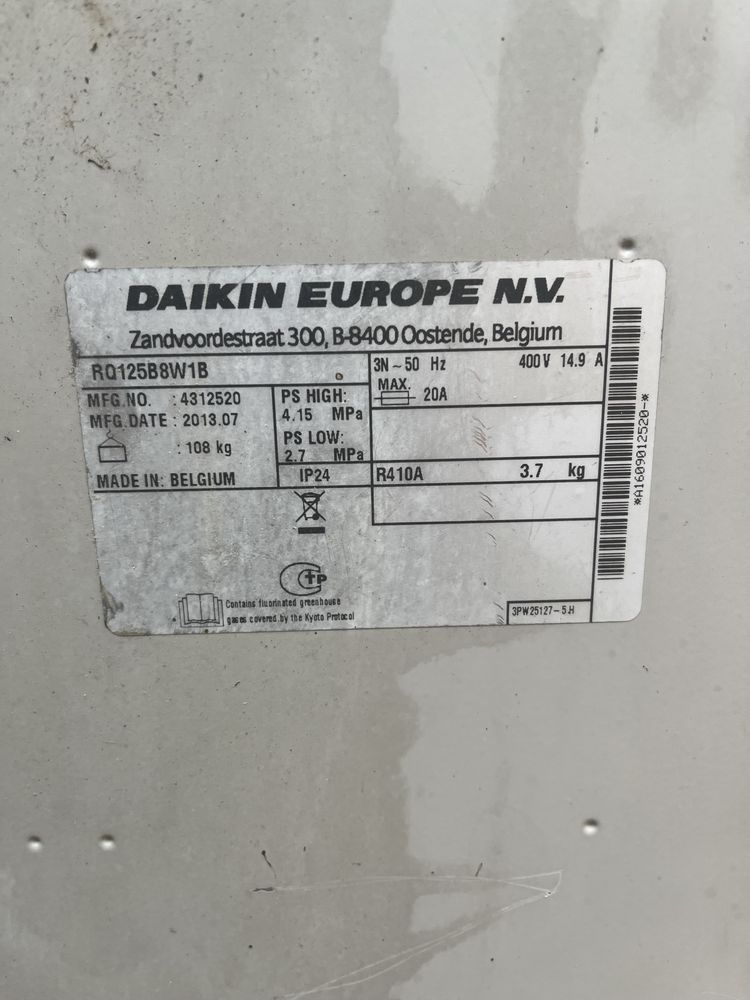 DAIKIN EUROPE N.V.
Zandvoordestraat 300, B-8400 Oostende, Belgium
RQ125B8W1B
3N~50 Hz 400V 14.9 A
MAX. 20A
MFG.NO. : 4312520
MFG.DATE : 2013.07
: 108 kg
MADE IN: BELGIUM
PS HIGH:
4.15 MPa
PS LOW:
2.7 MPa
IP24
R410A 3.7 kg
CTP
Contains fluorinated greenhouse
gases covered by the Kyoto Protocol
3PW25127-5H
*A1609012520-*